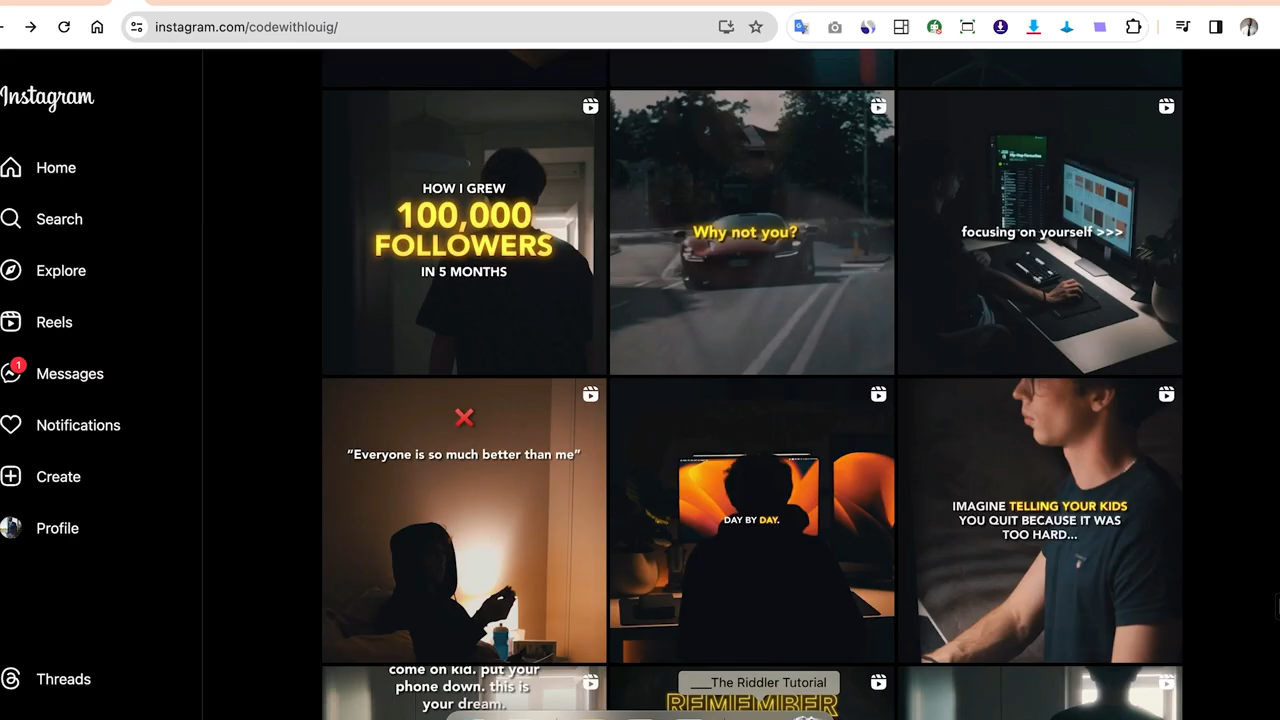 instagram.com/codewithlouig/
Instagram
Home
Search
Explore
Reels
1
Messages
Notifications
Create
Profile
Threads
HOW I GREW
100,000
FOLLOWERS
IN 5 MONTHS
Why not you?
focusing on yourself >>>
"Everyone is so much better than me"
DAY BY DAY.
IMAGINE TELLING YOUR KIDS
YOU QUIT BECAUSE IT WAS
TOO HARD...
come on kid. put your
phone down. this is
your dream.
___The Riddler Tutorial
REMEMBER